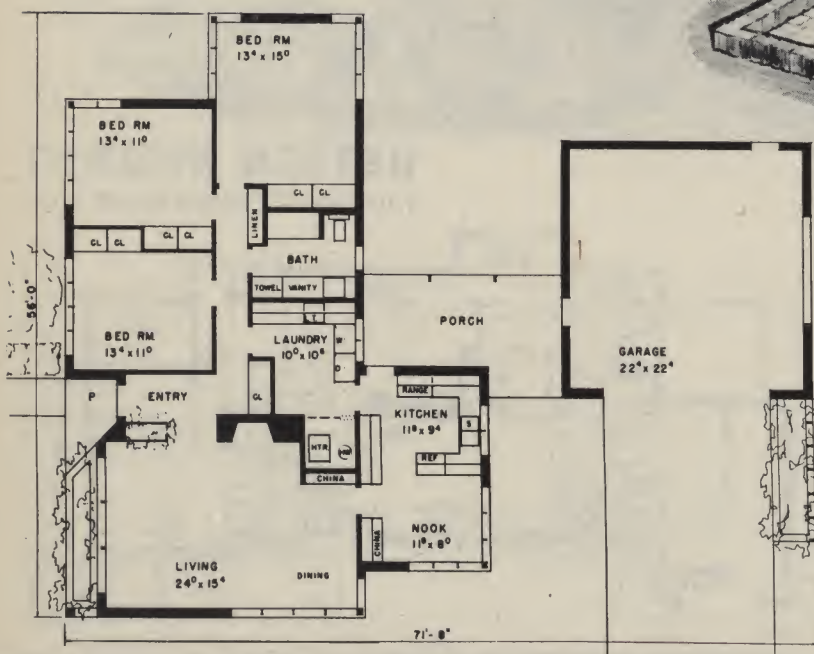 BED RM
13⁴ x 15⁰
BED RM
13⁴ x 11⁰
CL CL
LINEN
CL CL CL CL
BATH
TOWEL VANITY
56'-0"
L.T.
BED RM
13⁴ x 11⁰
LAUNDRY
10⁰ x 10⁶
W
D
PORCH
GARAGE
22⁴ x 22⁴
P
ENTRY
CL
RANGE
KITCHEN
11⁸ x 9⁴
S
HTR
HW
REF
CHINA
NOOK
11⁸ x 8⁰
CHINA
LIVING
24⁰ x 15⁴
DINING
71'-8"